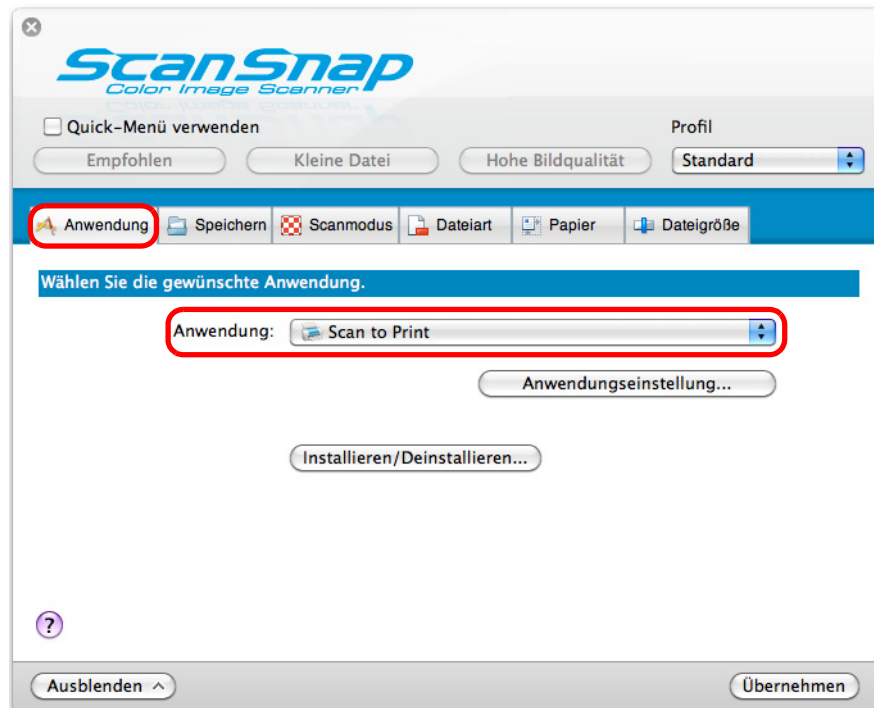 ScanSnap
Color Image Scanner
Quick-Menü verwenden
Profil
Empfohlen Kleine Datei Hohe Bildqualität Standard
Anwendung Speichern Scanmodus Dateiart Papier Dateigröße
Wählen Sie die gewünschte Anwendung.
Anwendung: Scan to Print
Anwendungseinstellung...
Installieren/Deinstallieren...
?
Ausblenden Übernehmen